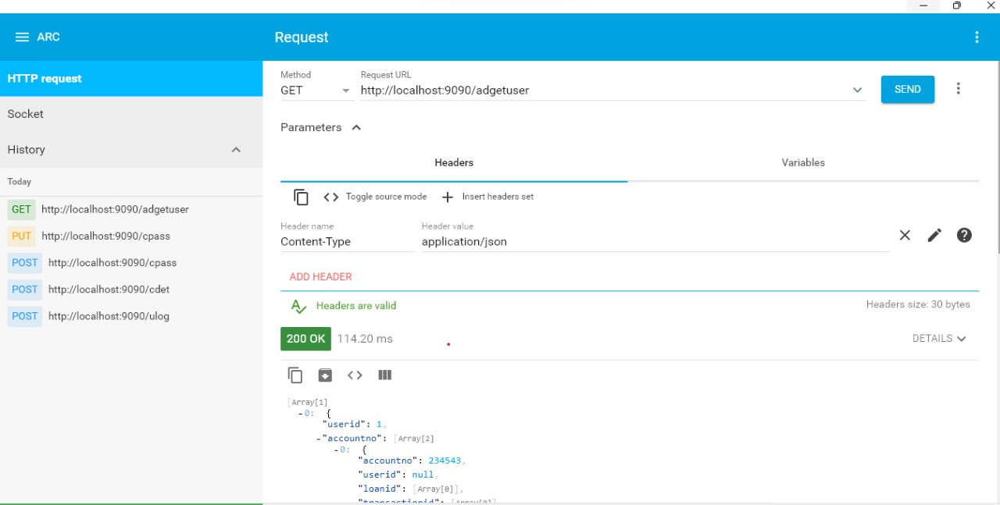 ARC
Request
HTTP request
Socket
History
Today
GET http://localhost:9090/adgetuser
PUT http://localhost:9090/cpass
POST http://localhost:9090/cpass
POST http://localhost:9090/cdet
POST http://localhost:9090/ulog
Method
Request URL
GET
http://localhost:9090/adgetuser
SEND
Parameters
Headers
Variables
Toggle source mode
Insert headers set
Header name
Header value
Content-Type
application/json
ADD HEADER
Headers are valid
Headers size: 30 bytes
200 OK 114.20 ms
DETAILS
[Array[1]
-0: {
"userid": 1,
-"accountno": [Array[2]
-0: {
"accountno": 234543,
"userid": null,
"loanid": [Array[0]],
"transactionid": [Array[0]]